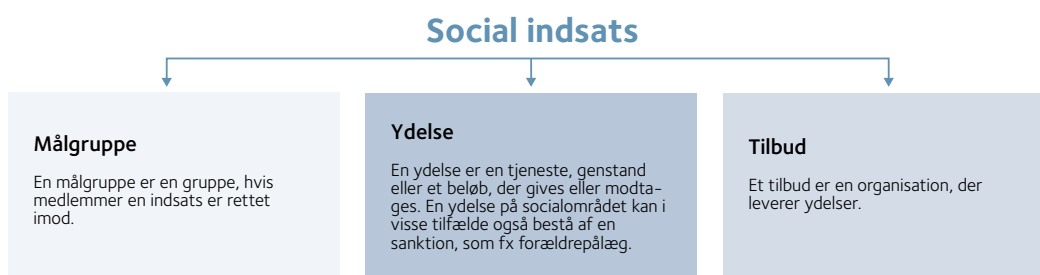 Social indsats
Målgruppe
En målgruppe er en gruppe, hvis
medlemmer en indsats er rettet
imod.
Ydelse
En ydelse er en tjeneste, genstand
eller et beløb, der gives eller modta-
ges. En ydelse på socialområdet kan i
visse tilfælde også bestå af en
sanktion, som fx forældrepålæg.
Tilbud
Et tilbud er en organisation, der
leverer ydelser.